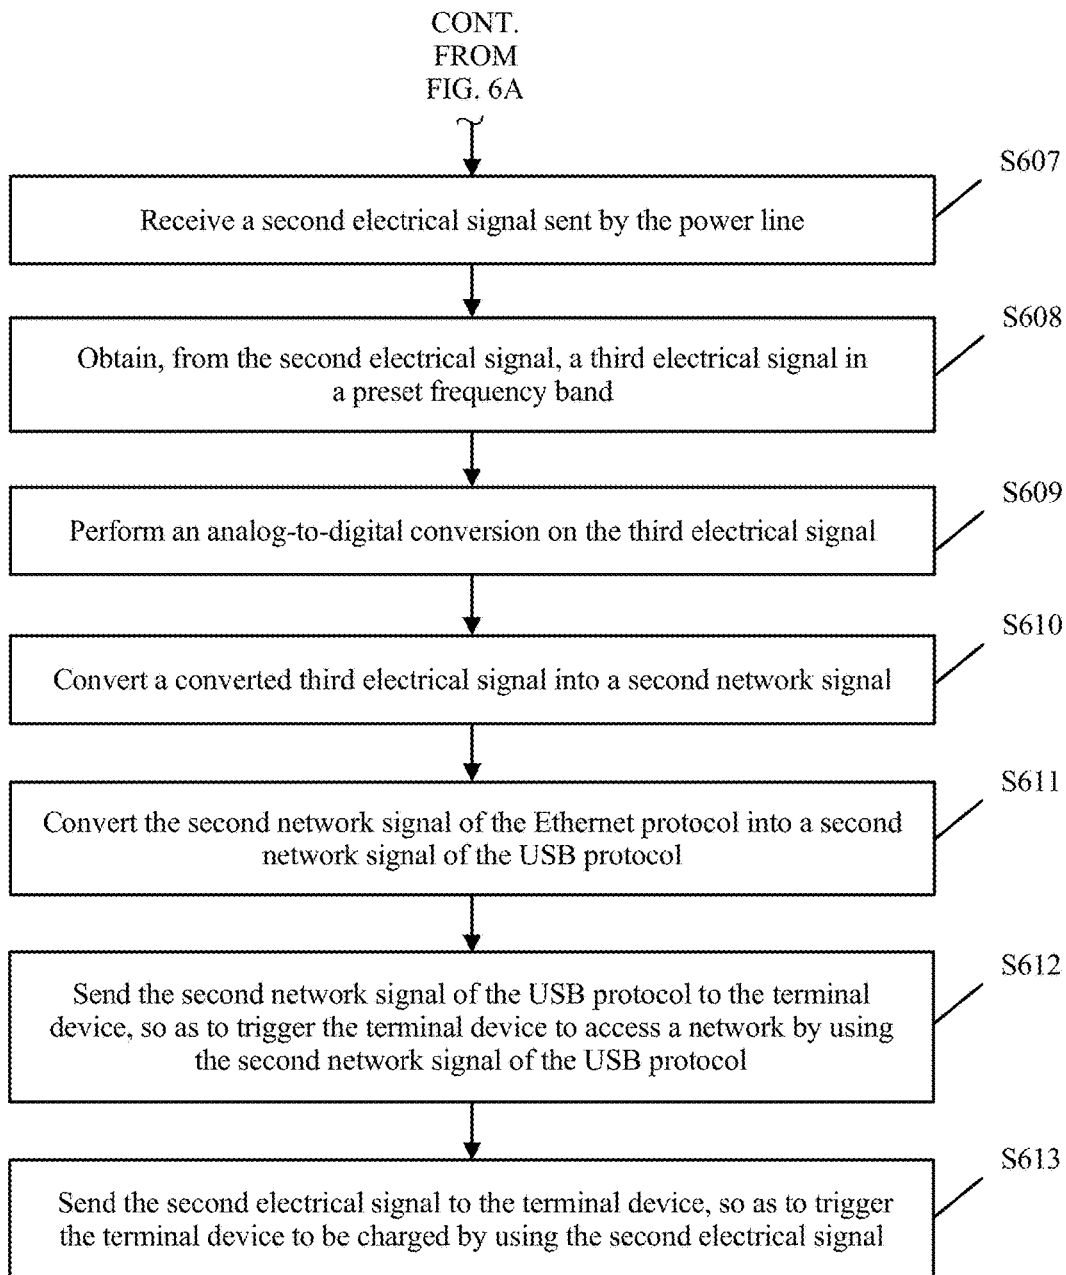 CONT.
FROM
FIG. 6A
S607
Receive a second electrical signal sent by the power line
S608
Obtain, from the second electrical signal, a third electrical signal in
a preset frequency band
S609
Perform an analog-to-digital conversion on the third electrical signal
S610
Convert a converted third electrical signal into a second network signal
S611
Convert the second network signal of the Ethernet protocol into a second
network signal of the USB protocol
S612
Send the second network signal of the USB protocol to the terminal
device, so as to trigger the terminal device to access a network by using
the second network signal of the USB protocol
S613
Send the second electrical signal to the terminal device, so as to trigger
the terminal device to be charged by using the second electrical signal